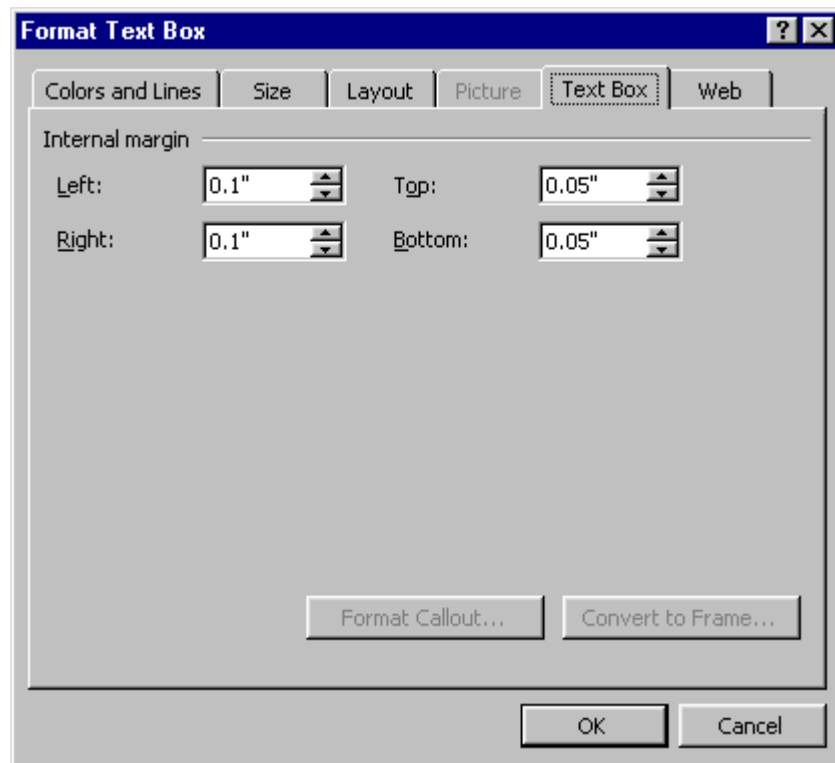 Format Text Box
Colors and Lines Size Layout Picture Text Box Web
Internal margin
Left: 0.1" Top: 0.05"
Right: 0.1" Bottom: 0.05"
Format Callout... Convert to Frame...
OK Cancel